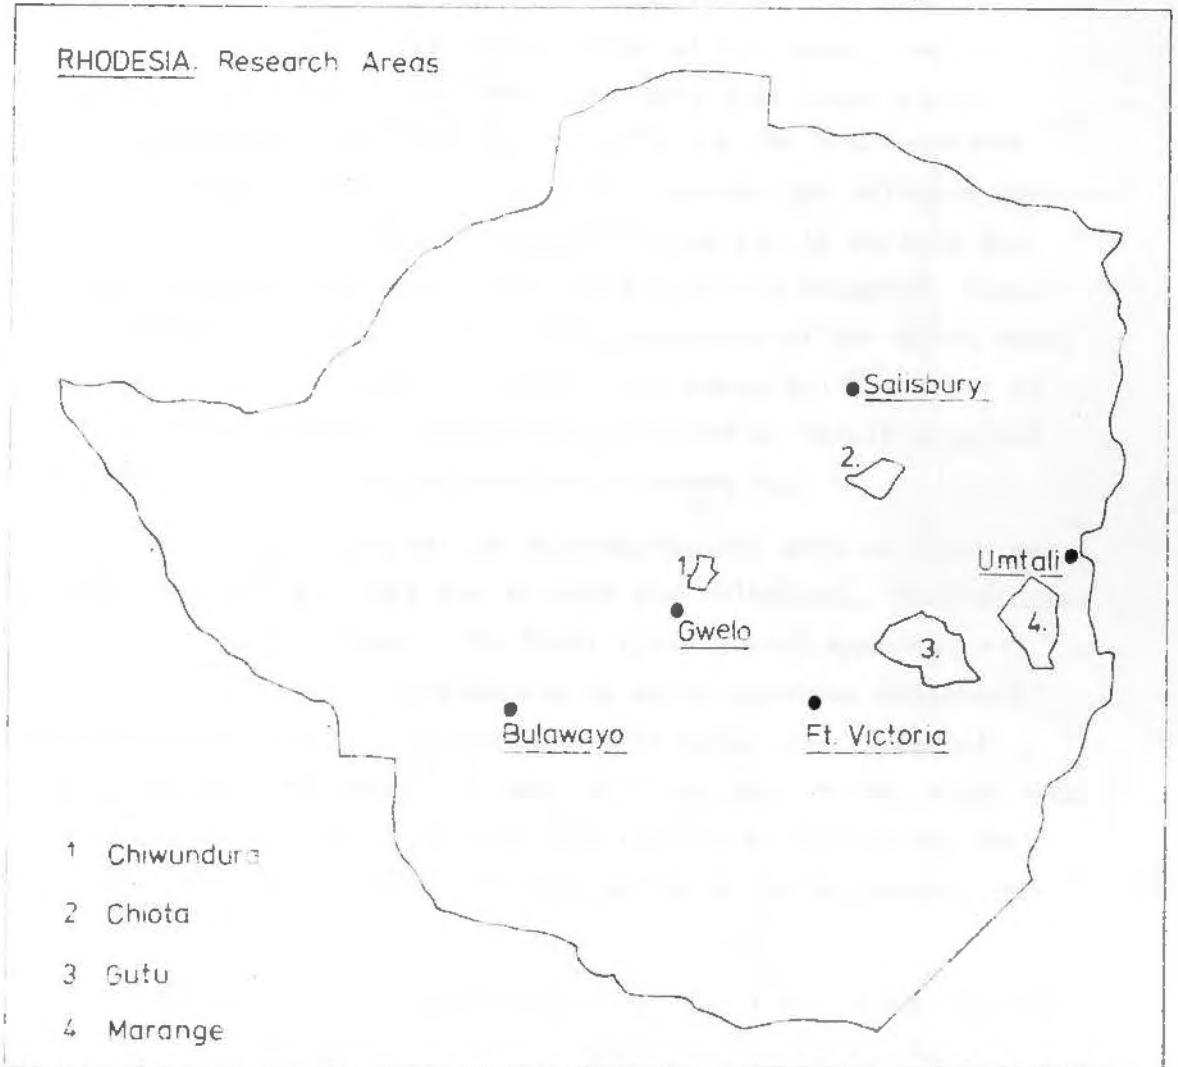 RHODESIA. Research Areas
Salisbury
2.
1.
Umtali
Gwelo
3.
4.
Bulawayo
Ft. Victoria
1 Chiwundura
2 Chiota
3 Gutu
4 Marange